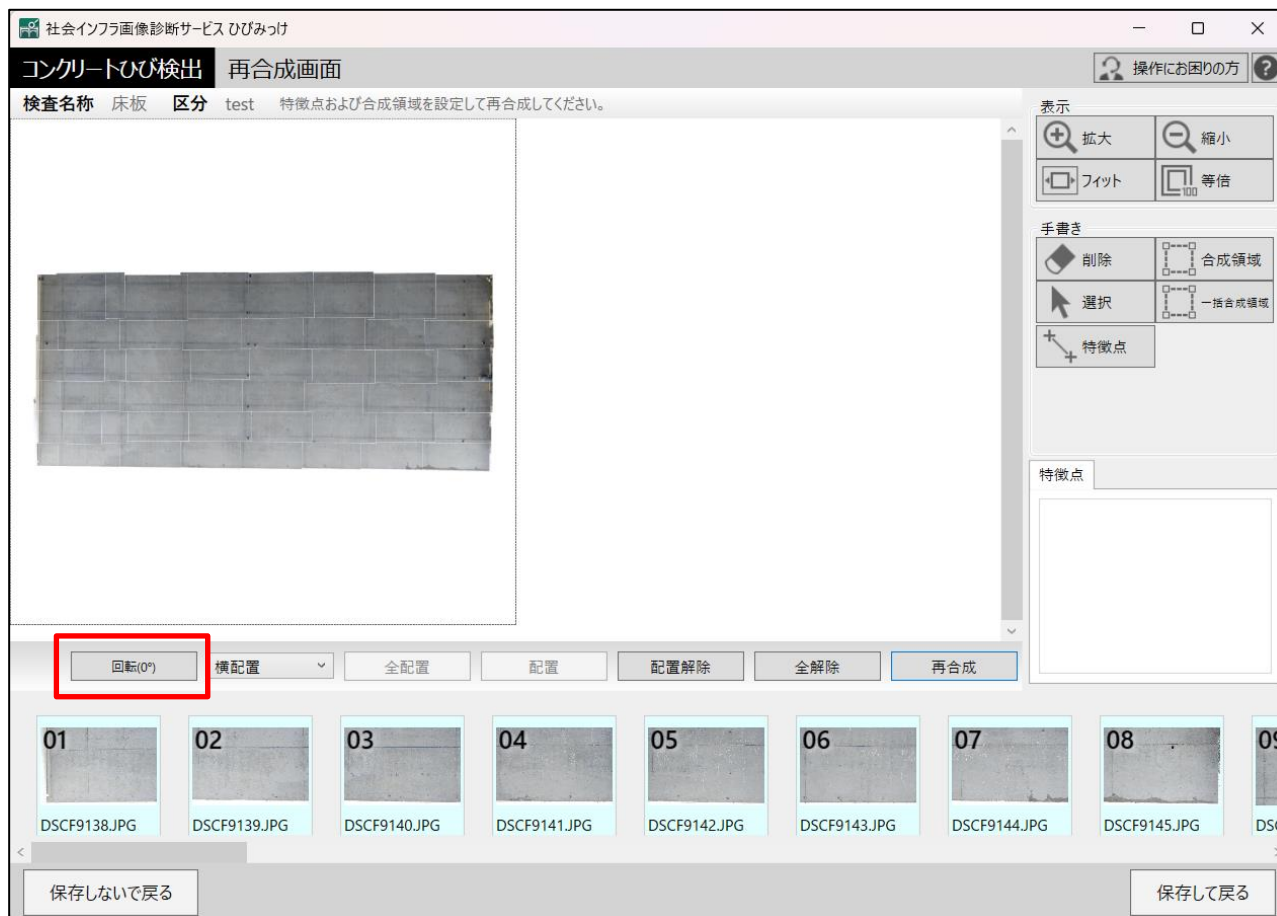 社会インフラ画像診断サービス ひびみっけ
コンクリートひび検出 再合成画面 操作にお困りの方 ?
検査名称 床板 区分 test 特徴点および合成領域を設定して再合成してください。
表示
拡大 縮小
フィット 100 等倍
手書き
削除 合成領域
選択 一括合成領域
特徴点
特徴点
回転(0°) 横配置 全配置 配置 配置解除 全解除 再合成
01 02 03 04 05 06 07 08 09
DSCF9138.JPG DSCF9139.JPG DSCF9140.JPG DSCF9141.JPG DSCF9142.JPG DSCF9143.JPG DSCF9144.JPG DSCF9145.JPG
保存しないで戻る 保存して戻る